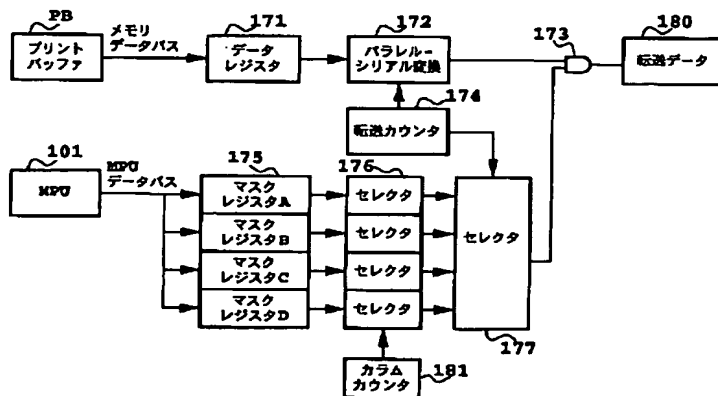 PB
プリント
バッファ
メモリ
データバス
171
データ
レジスタ
172
パラレル-
シリアル変換
173
180
転送データ
174
転送カウンタ
101
MPU
MPU
データバス
175
マスク
レジスタA
マスク
レジスタB
マスク
レジスタC
マスク
レジスタD
176
セレクタ
セレクタ
セレクタ
セレクタ
セレクタ
177
カラム
カウンタ
181